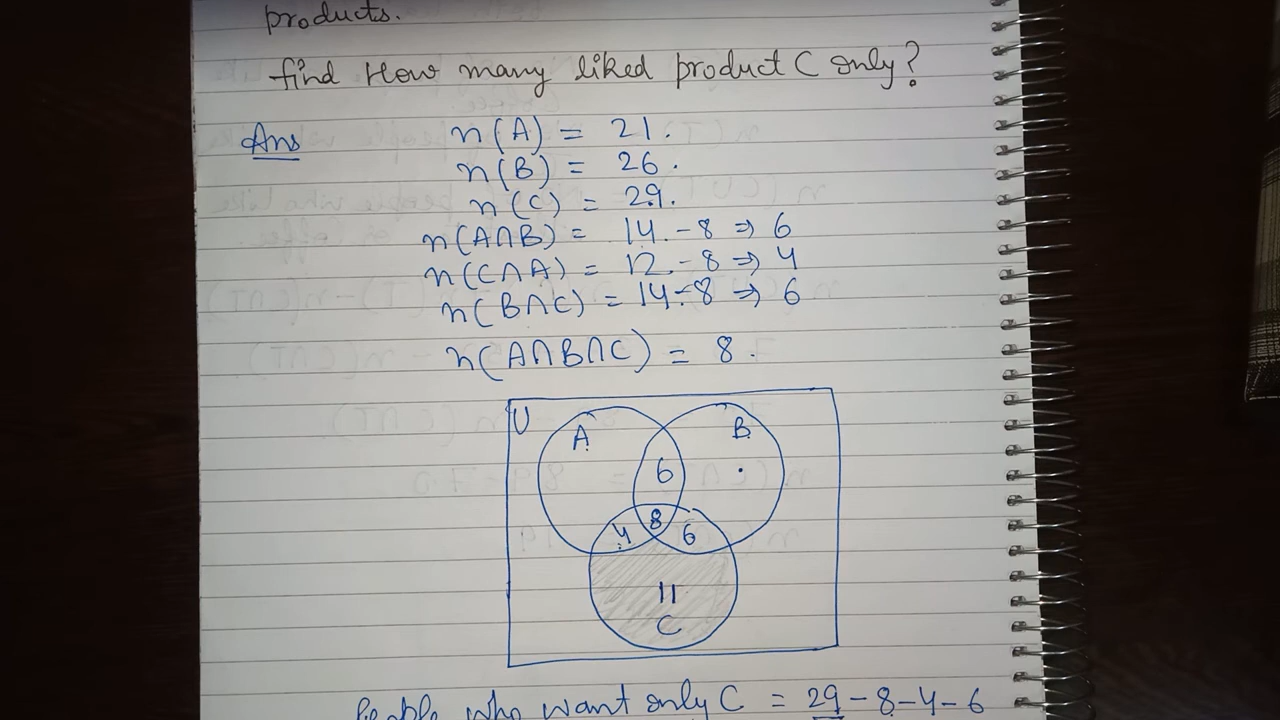 products.
find How many liked product C only?
Ans
n(A) = 21.
n(B) = 26.
n(C) = 29.
n(A∩B) = 14 - 8 ⇒ 6
n(C∩A) = 12 - 8 ⇒ 4
n(B∩C) = 14 - 8 ⇒ 6
n(A∩B∩C) = 8.
U
A
B
6
8
4
6
11
C
People who want only C = 29 - 8 - 4 - 6